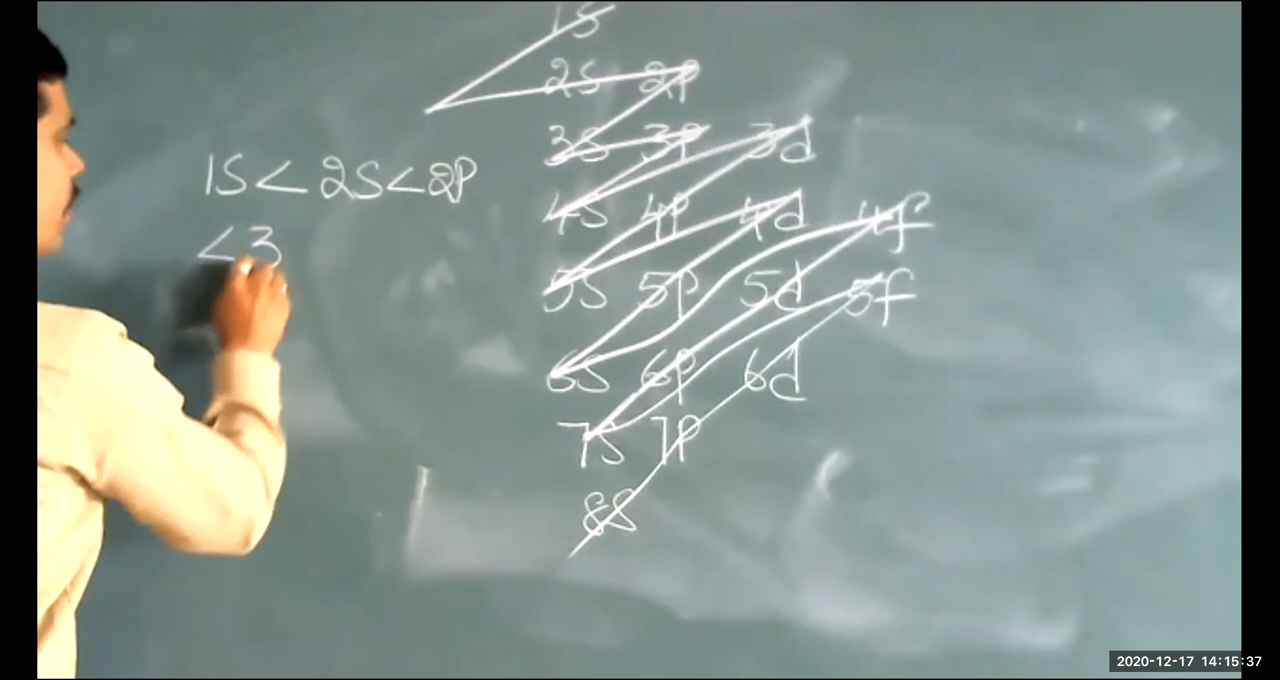 1S
2S 2P
3S 3P 3d
1S < 2S < 2P
4S 4P 4d 4f
< 3
5S 5P 5d 5f
6S 6P 6d
7S 7P
8S
2020-12-17 14:15:37